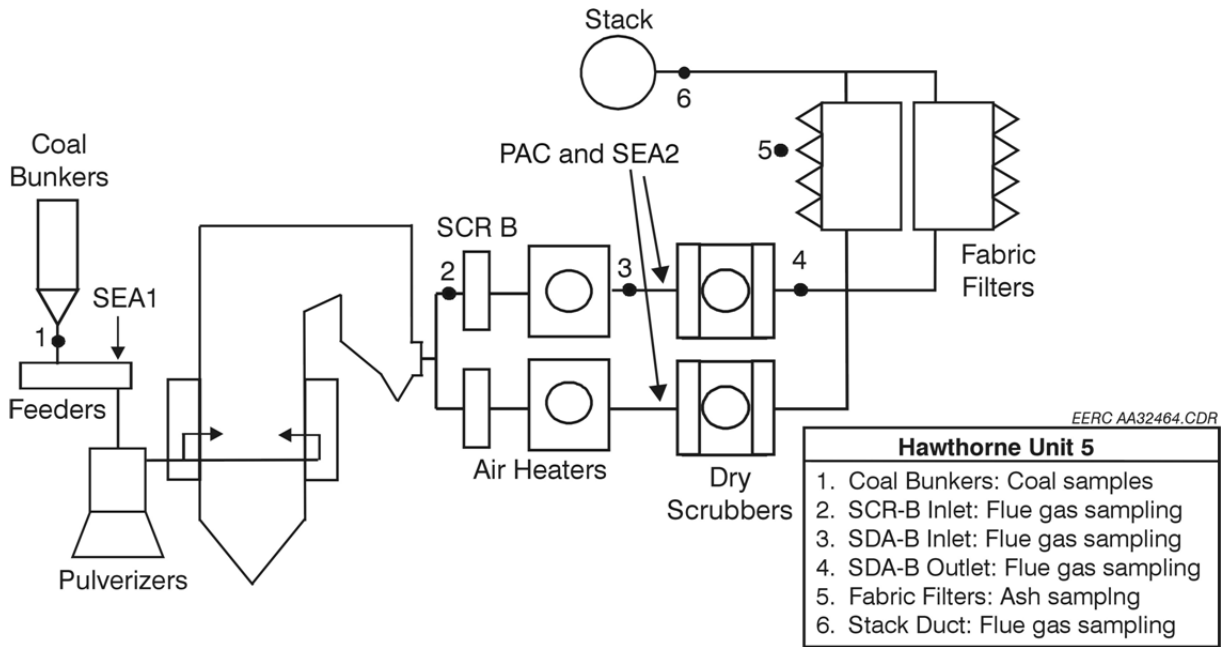 Stack
6
Coal
Bunkers
PAC and SEA2
5
SCR B
2
3
4
Fabric
Filters
SEA1
1
Feeders
EERC AA32464.CDR
Air Heaters
Dry
Scrubbers
Pulverizers
Hawthorne Unit 5
1. Coal Bunkers: Coal samples
2. SCR-B Inlet: Flue gas sampling
3. SDA-B Inlet: Flue gas sampling
4. SDA-B Outlet: Flue gas sampling
5. Fabric Filters: Ash samplng
6. Stack Duct: Flue gas sampling